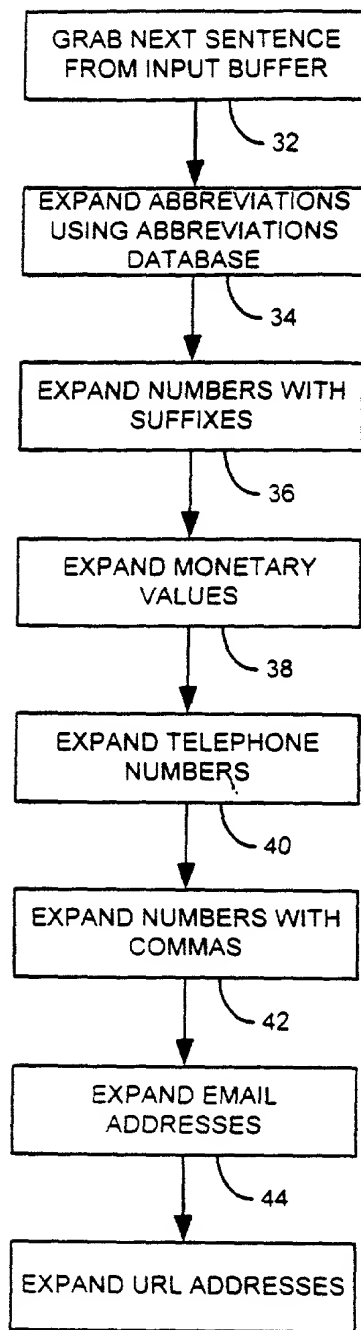 GRAB NEXT SENTENCE
FROM INPUT BUFFER
32
EXPAND ABBREVIATIONS
USING ABBREVIATIONS
DATABASE
34
EXPAND NUMBERS WITH
SUFFIXES
36
EXPAND MONETARY
VALUES
38
EXPAND TELEPHONE
NUMBERS
40
EXPAND NUMBERS WITH
COMMAS
42
EXPAND EMAIL
ADDRESSES
44
EXPAND URL ADDRESSES